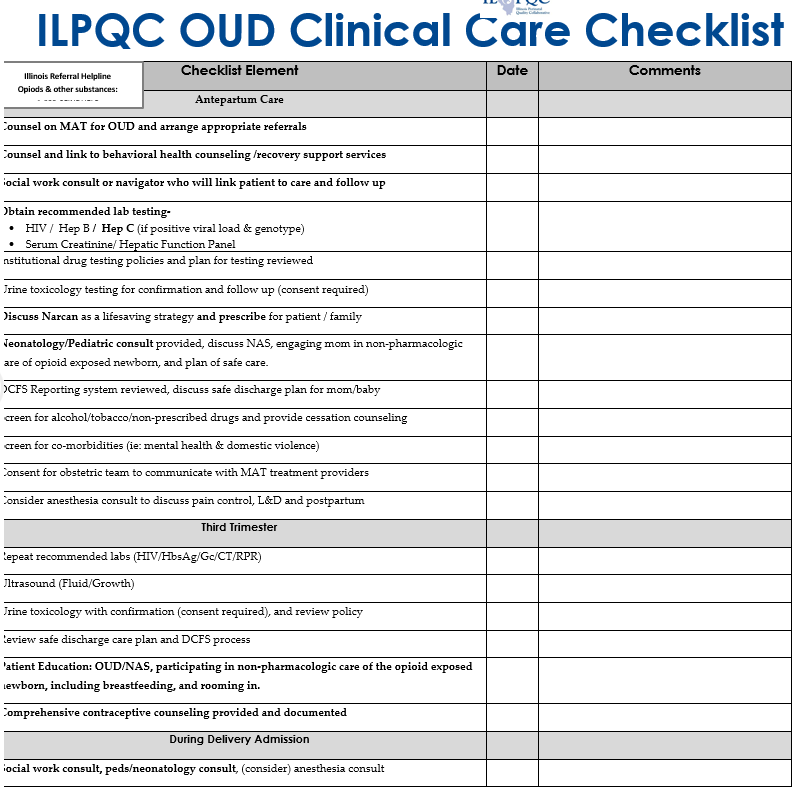 ILPQC OUD Clinical Care Checklist
Illinois Referral Helpline
Opiods & other substances:
Checklist Element Date Comments
Antepartum Care
Counsel on MAT for OUD and arrange appropriate referrals
Counsel and link to behavioral health counseling /recovery support services
Social work consult or navigator who will link patient to care and follow up
Obtain recommended lab testing-
• HIV / Hep B / Hep C (if positive viral load & genotype)
• Serum Creatinine/ Hepatic Function Panel
nstitutional drug testing policies and plan for testing reviewed
Urine toxicology testing for confirmation and follow up (consent required)
Discuss Narcan as a lifesaving strategy and prescribe for patient / family
Neonatology/Pediatric consult provided, discuss NAS, engaging mom in non-pharmacologic
are of opioid exposed newborn, and plan of safe care.
DCFS Reporting system reviewed, discuss safe discharge plan for mom/baby
creen for alcohol/tobacco/non-prescribed drugs and provide cessation counseling
creen for co-morbidities (ie: mental health & domestic violence)
Consent for obstetric team to communicate with MAT treatment providers
Consider anesthesia consult to discuss pain control, L&D and postpartum
Third Trimester
Repeat recommended labs (HIV/HbsAg/Gc/CT/RPR)
Ultrasound (Fluid/Growth)
Urine toxicology with confirmation (consent required), and review policy
Review safe discharge care plan and DCFS process
Patient Education: OUD/NAS, participating in non-pharmacologic care of the opioid exposed
newborn, including breastfeeding, and rooming in.
Comprehensive contraceptive counseling provided and documented
During Delivery Admission
Social work consult, peds/neonatology consult, (consider) anesthesia consult